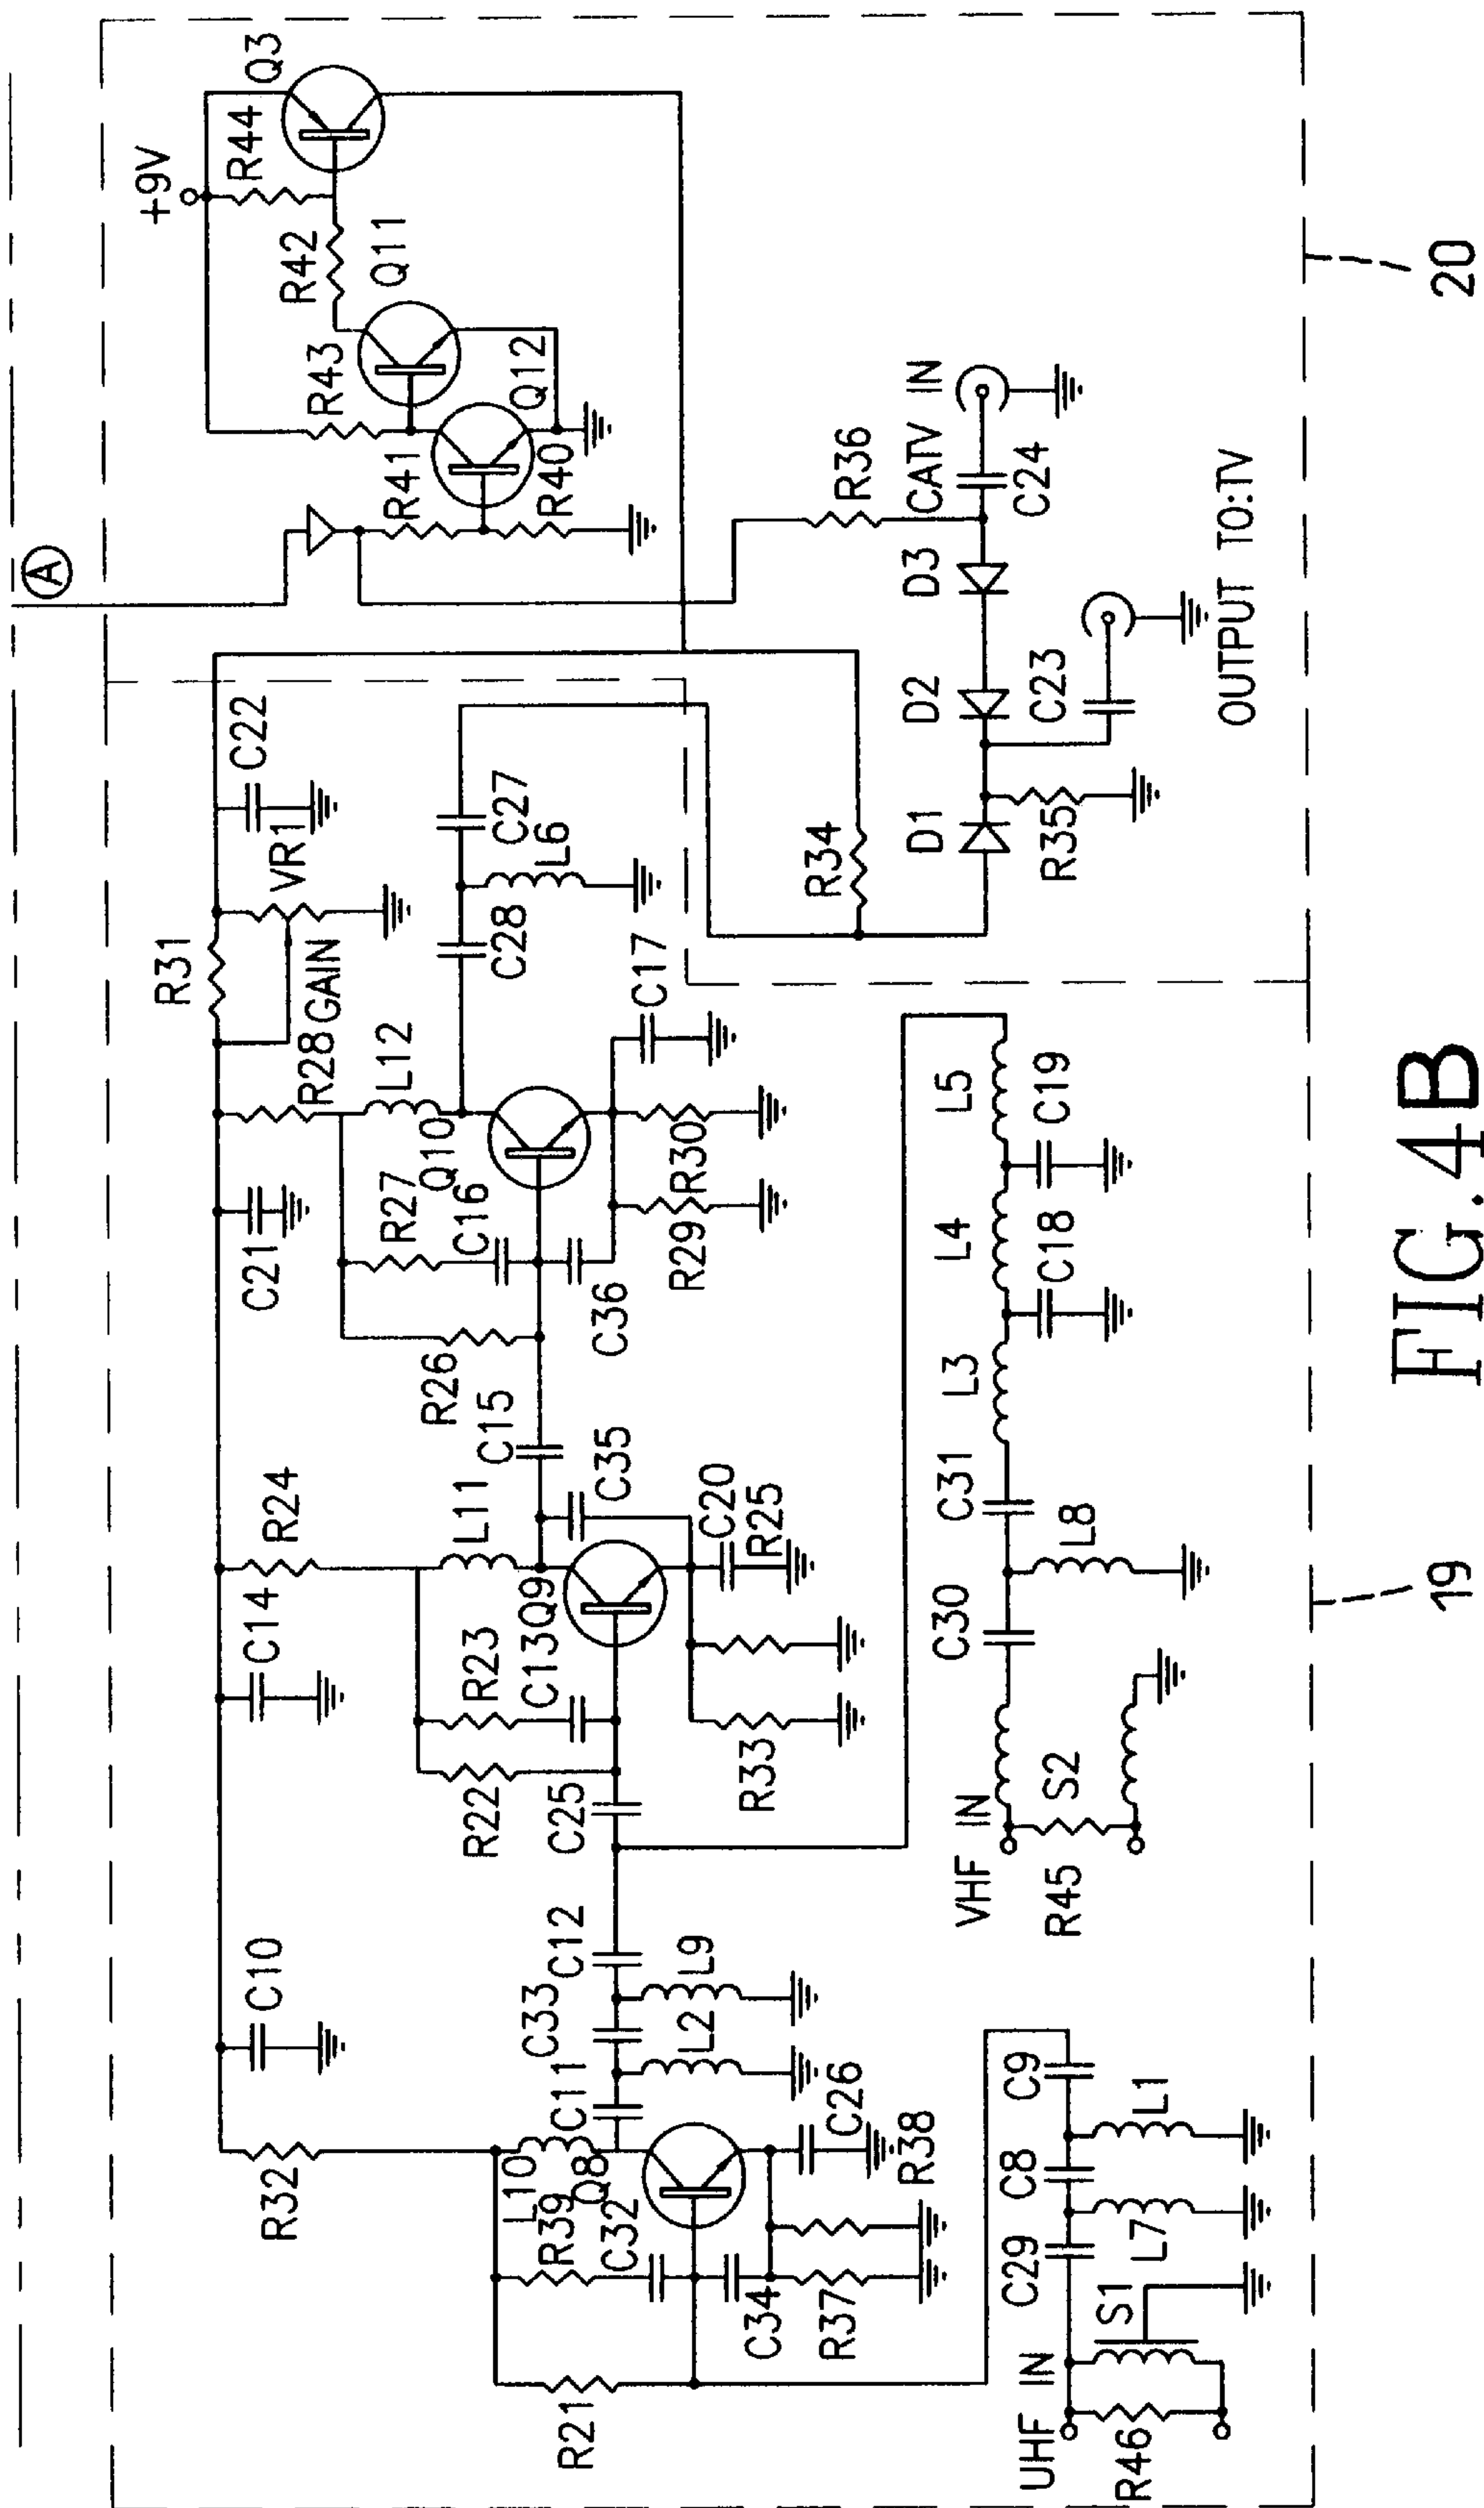 A
+9V
Q3
R44
R42
Q11
R43
Q12
R41
R40
R36
CATV IN
C24
D3
D2
C23
OUTPUT TO:TV
D1
R35
R34
C22
VR1
GAIN
R31
C27
L6
C28
C17
R28
L12
Q10
R30
R29
C21
R27
C16
C36
R26
C15
C35
R24
L11
C20
R25
C14
R23
C13
Q9
R22
C25
R33
L5
C19
L4
C18
L3
C31
L8
C30
S2
VHF IN
R45
C10
C12
L9
C33
L2
C11
C26
R38
R32
L10
Q8
R39
C32
C34
R37
R21
C9
L1
C8
L7
C29
S1
UHF IN
R46
19
20
FIG.4B